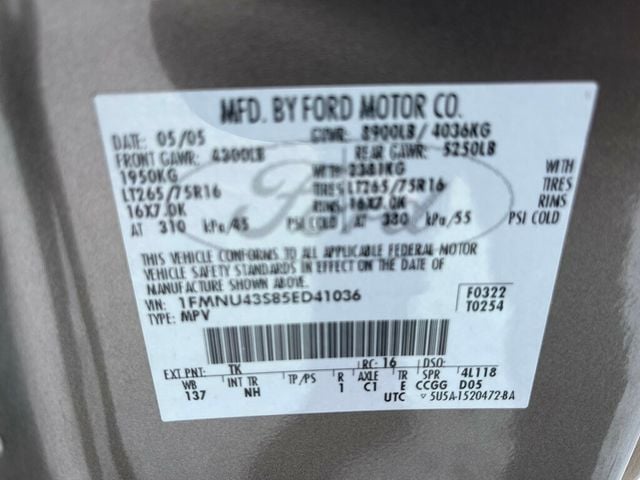 MFD. BY FORD MOTOR CO.
DATE: 05/05 GVWR: 8900LB/ 4036KG
FRONT GAWR: 4300LB REAR GAWR: 5250LB
1950KG 2381KG WITH
LT265/75R16 TIRES LT265/75R16 TIRES
16X7.0K RIMS 16X7.0K RIMS
AT 310 kPa/45 PSI COLD AT 380 kPa/55 PSI COLD
THIS VEHICLE CONFORMS TO ALL APPLICABLE FEDERAL MOTOR
VEHICLE SAFETY STANDARDS IN EFFECT ON THE DATE OF
MANUFACTURE SHOWN ABOVE.
VIN: 1FMNU43S85ED41036 F0322
TYPE: MPV T0254
Ford
EXT PNT: TK RC: 16 DSO:
WB INT TR TP/PS R AXLE TR SPR 4L118
137 NH 1 C1 E CCGG D05
UTC 5U5A-1520472-BA